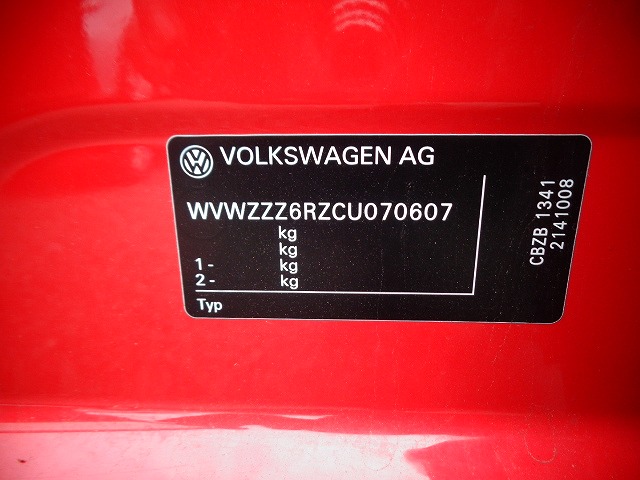 VOLKSWAGEN AG
WVWZZZ6RZCU070607
kg
kg
1 - kg
2 - kg
Typ
CBZB 1341
2141008